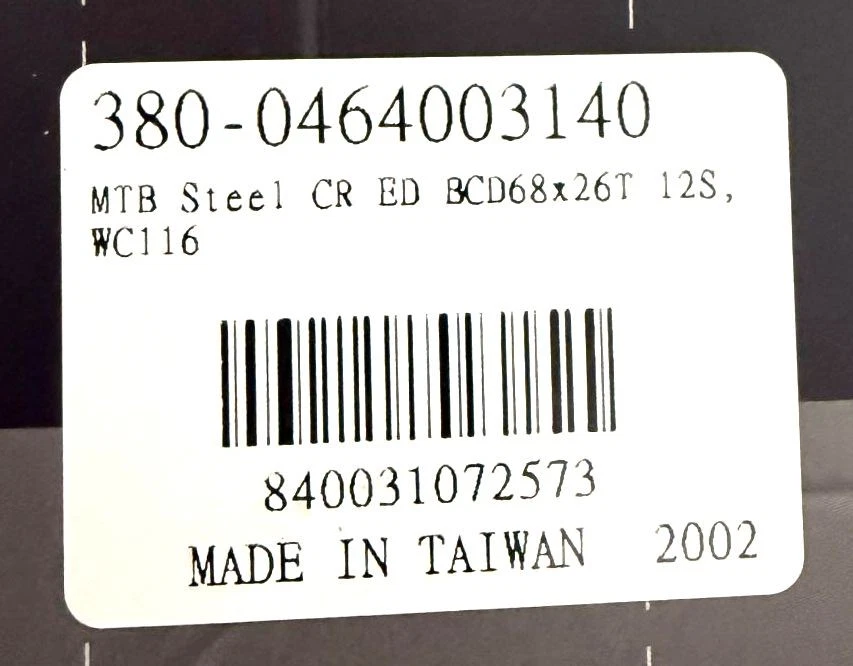 380-0464003140
MTB Steel CR ED BCD68x26T 12S,
WC116
840031072573
MADE IN TAIWAN 2002